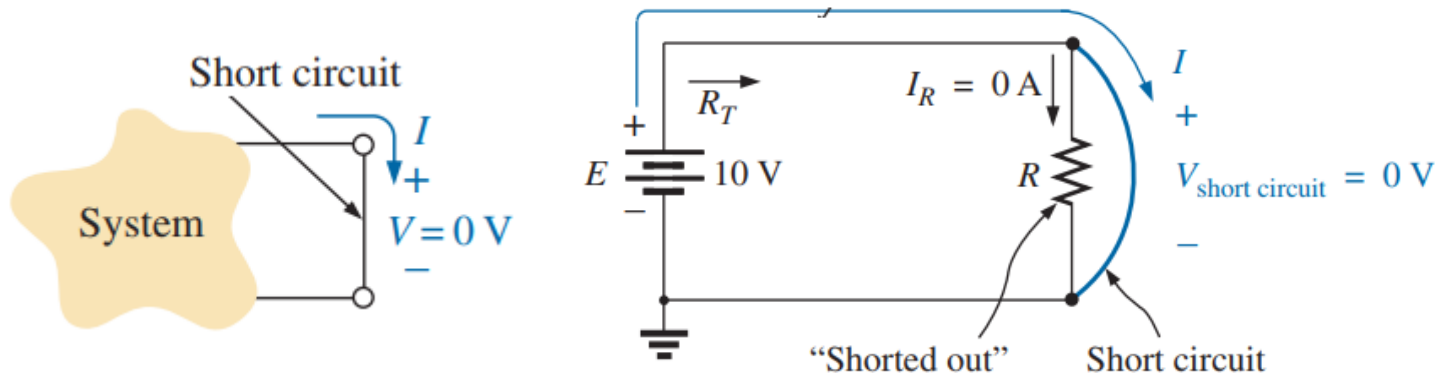 Short circuit
I
+
V = 0 V
−
System
I
R_T
I_R = 0 A
+
+
E
10 V
R
V_short circuit = 0 V
−
−
“Shorted out”
Short circuit